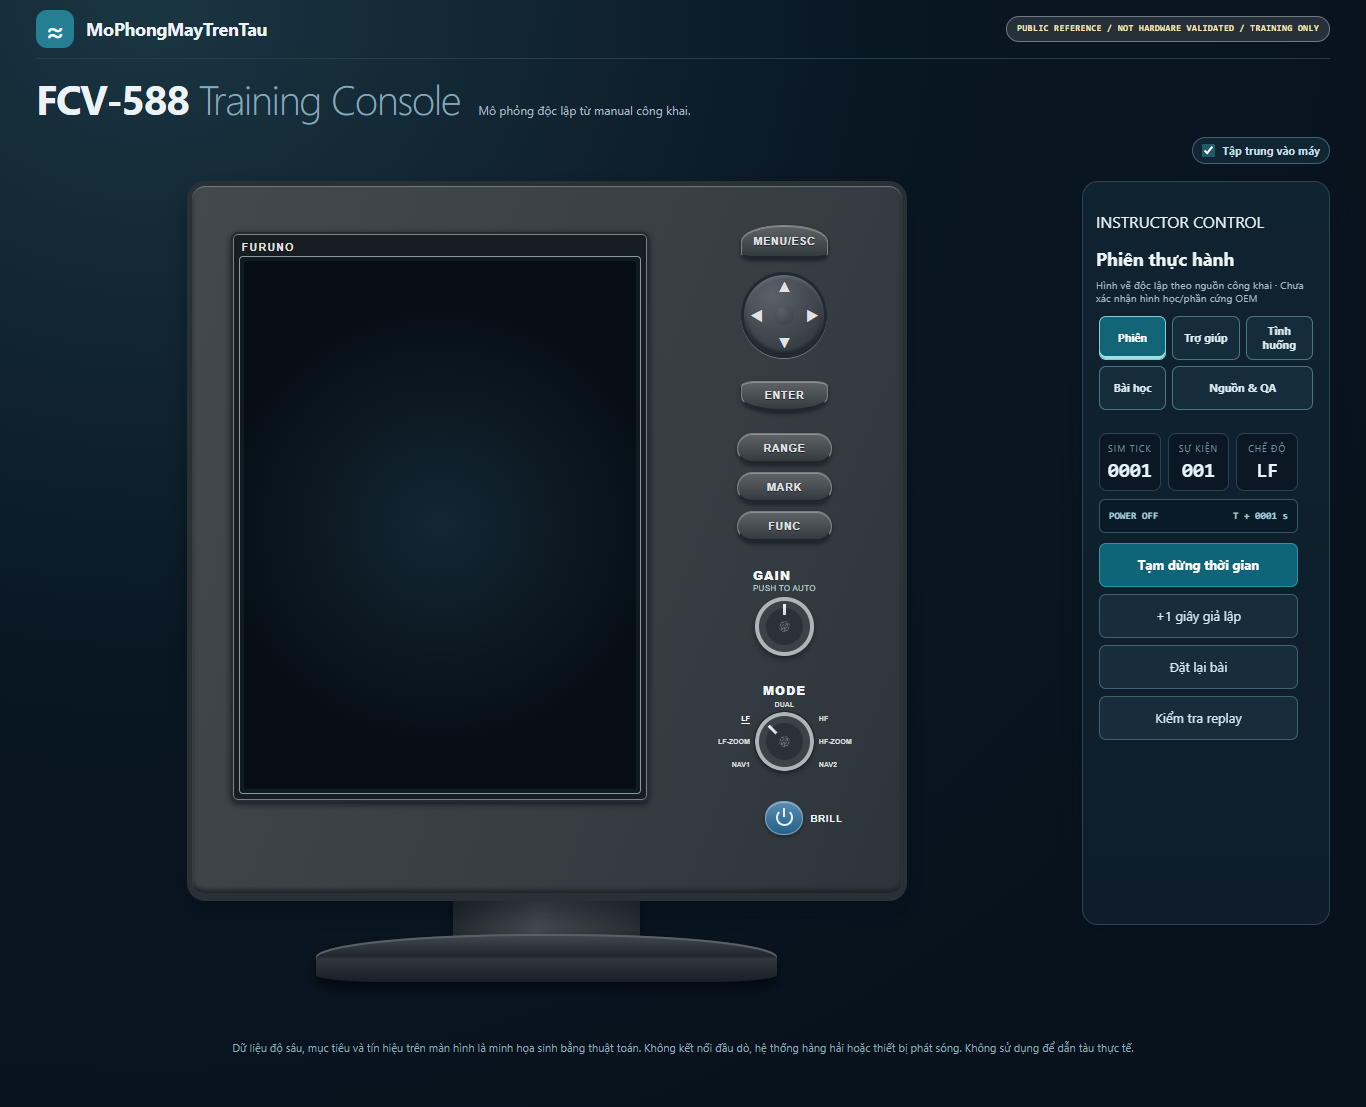 MoPhongMayTrenTau
PUBLIC REFERENCE / NOT HARDWARE VALIDATED / TRAINING ONLY
FCV-588 Training Console
Mô phỏng độc lập từ manual công khai.
Tập trung vào máy
FURUNO
MENU/ESC
ENTER
RANGE
MARK
FUNC
GAIN
PUSH TO AUTO
MODE
DUAL
LF
HF
LF-ZOOM
HF-ZOOM
NAV1
NAV2
BRILL
INSTRUCTOR CONTROL
Phiên thực hành
Hình vẽ độc lập theo nguồn công khai · Chưa
xác nhận hình học/phần cứng OEM
Phiên
Trợ giúp
Tình
huống
Bài học
Nguồn & QA
SIM TICK
SỰ KIỆN
CHẾ ĐỘ
0001
001
LF
POWER OFF
T + 0001 s
Tạm dừng thời gian
+1 giây giả lập
Đặt lại bài
Kiểm tra replay
Dữ liệu độ sâu, mục tiêu và tín hiệu trên màn hình là minh họa sinh bằng thuật toán. Không kết nối đầu dò, hệ thống hàng hải hoặc thiết bị phát sóng. Không sử dụng để dẫn tàu thực tế.